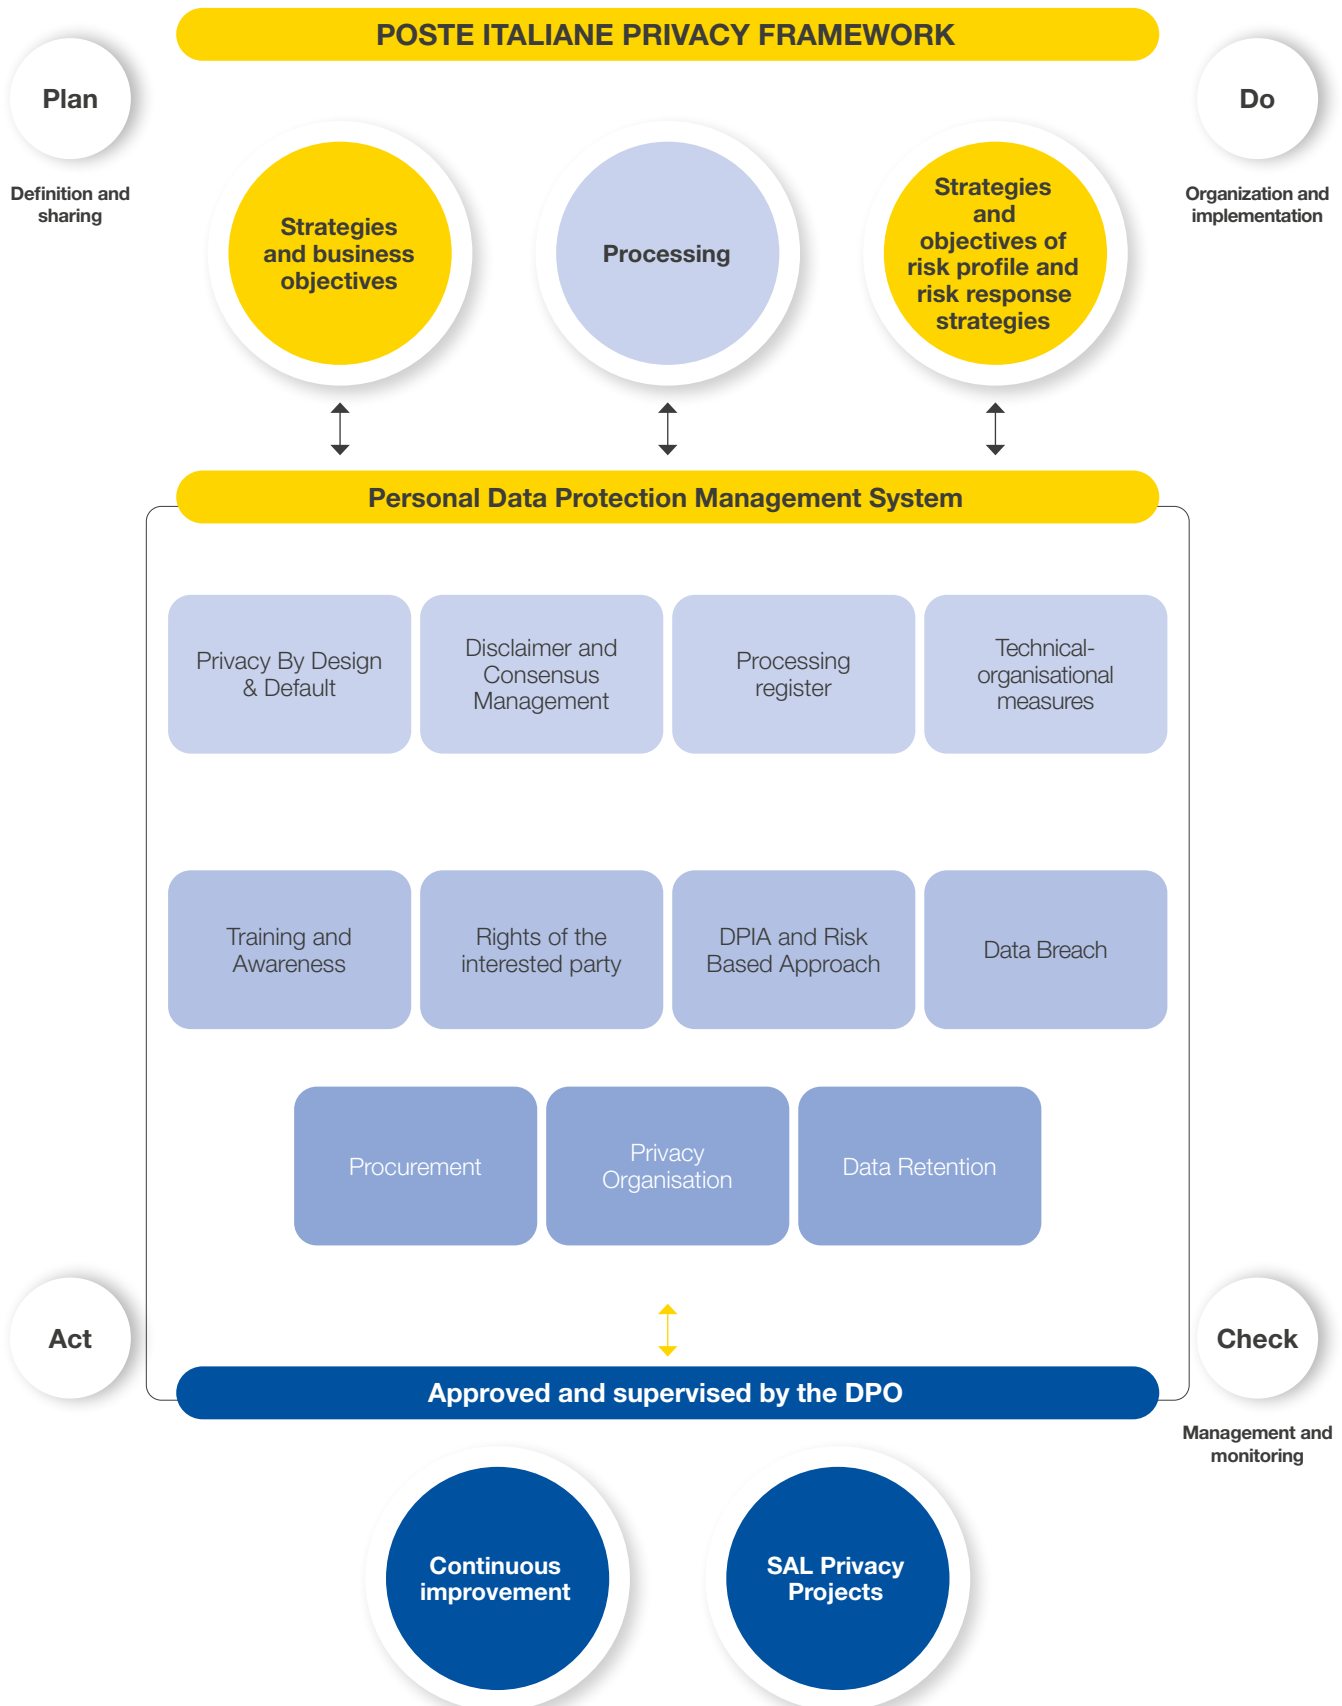 POSTE ITALIANE PRIVACY FRAMEWORK
Plan
Definition and
sharing
Do
Organization and
implementation
Strategies
and business
objectives
Processing
Strategies
and
objectives of
risk profile and
risk response
strategies
Personal Data Protection Management System
Privacy By Design
& Default
Disclaimer and
Consensus
Management
Processing
register
Technical-
organisational
measures
Training and
Awareness
Rights of the
interested party
DPIA and Risk
Based Approach
Data Breach
Procurement
Privacy
Organisation
Data Retention
Act
Check
Management and
monitoring
Approved and supervised by the DPO
Continuous
improvement
SAL Privacy
Projects